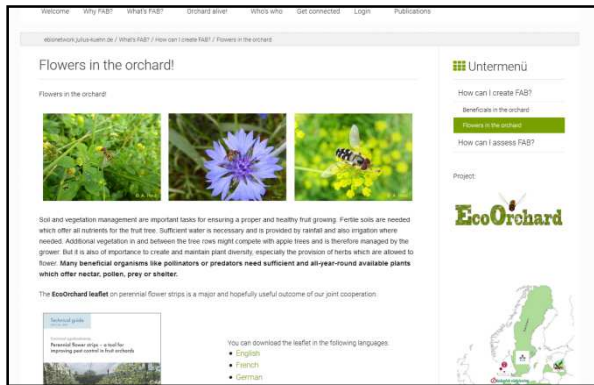 Welcome Why FAB? What's FAB? Orchard alive! Who's who Get connected Login Publications
ebionetwork.julius-kuehn.de / What's FAB? / How can I create FAB? / Flowers in the orchard
Flowers in the orchard!
Flowers in the orchard!
Soil and vegetation management are important tasks for ensuring a proper and healthy fruit growing. Fertile soils are needed
which offer all nutrients for the fruit tree. Sufficient water is necessary and is provided by rainfall and also irrigation where
needed. Additional vegetation in and between the tree rows might compete with apple trees and is therefore managed by the
grower. But it is also of importance to create and maintain plant diversity, especially the provision of herbs which are allowed to
flower. Many beneficial organisms like pollinators or predators need sufficient and all-year-round available plants
which offer nectar, pollen, prey or shelter.
The EcoOrchard leaflet on perennial flower strips is a major and hopefully useful outcome of our joint cooperation.
Technical guide
Perennial flower strips – a tool for
improving pest control in fruit orchards
You can download the leaflet in the following languages:
English
French
German
Untermenü
How can I create FAB?
Beneficials in the orchard
Flowers in the orchard
How can I assess FAB?
Project:
EcoOrchard